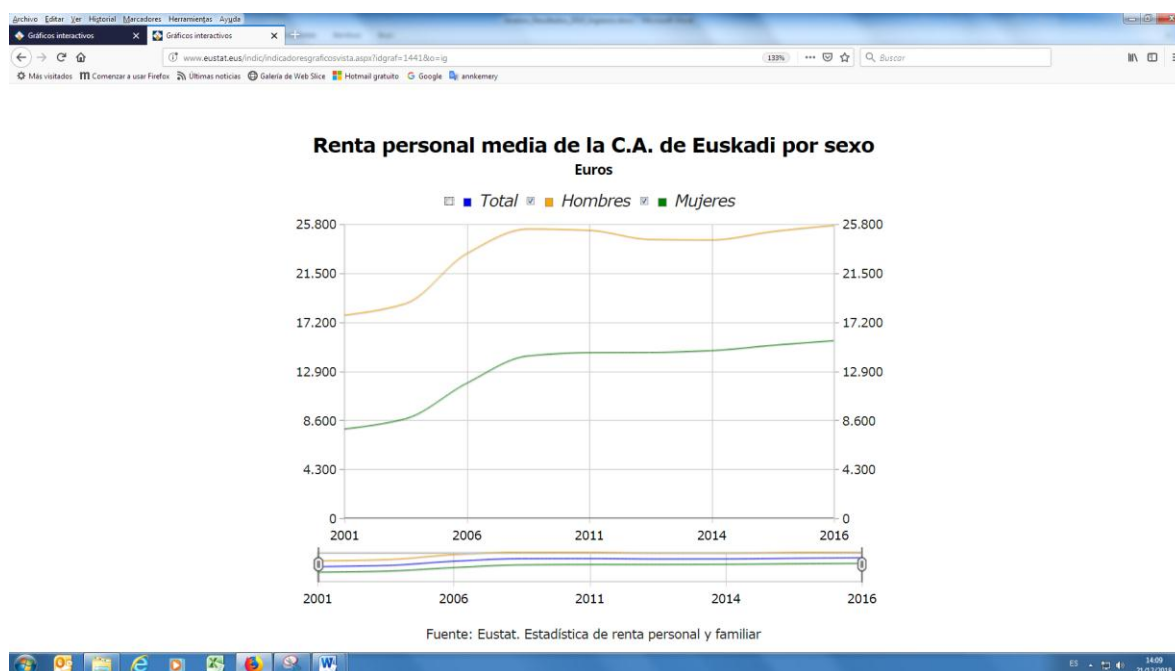 Archivo Editar Ver Historial Marcadores Herramientas Ayuda
Gráficos interactivos X Gráficos interactivos X +
www.eustat.eus/indic/indicadoresgraficosvista.aspx?idgraf=1441&o=ig 133% Buscar
Más visitados Comenzar a usar Firefox Últimas noticias Galería de Web Slice Hotmail gratuito Google annkemery
Renta personal media de la C.A. de Euskadi por sexo
Euros
Total Hombres Mujeres
25.800 25.800
21.500 21.500
17.200 17.200
12.900 12.900
8.600 8.600
4.300 4.300
0 0
2001 2006 2011 2014 2016
2001 2006 2011 2014 2016
Fuente: Eustat. Estadística de renta personal y familiar
ES 14:09
21/12/2018